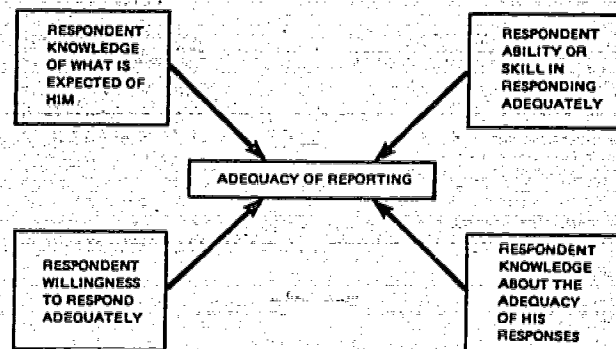 RESPONDENT
KNOWLEDGE
OF WHAT IS
EXPECTED OF
HIM
RESPONDENT
ABILITY OR
SKILL IN
RESPONDING
ADEQUATELY
ADEQUACY OF REPORTING
RESPONDENT
WILLINGNESS
TO RESPOND
ADEQUATELY
RESPONDENT
KNOWLEDGE
ABOUT THE
ADEQUACY
OF HIS
RESPONSES